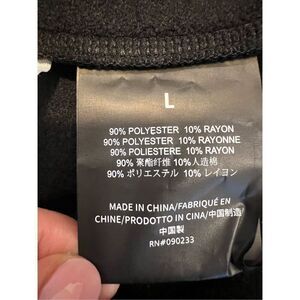 L
90% POLYESTER 10% RAYON
90% POLYESTER 10% RAYONNE
90% POLIESTERE 10% RAYON
90% 聚酯纤维 10%人造棉
90% ポリエステル 10% レイヨン
MADE IN CHINA/FABRIQUÉ EN
CHINE/PRODOTTO IN CINA/中国制造
中国製
RN#090233